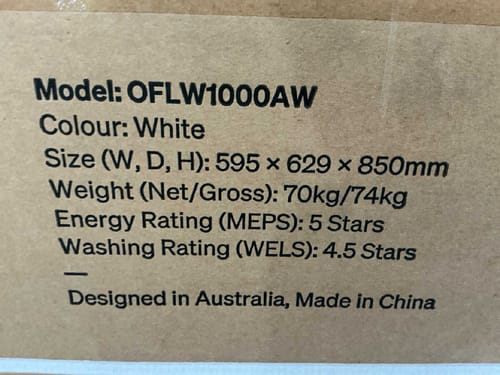 Model: OFLW1000AW
Colour: White
Size (W, D, H): 595 × 629 × 850mm
Weight (Net/Gross): 70kg/74kg
Energy Rating (MEPS): 5 Stars
Washing Rating (WELS): 4.5 Stars
—
Designed in Australia, Made in China